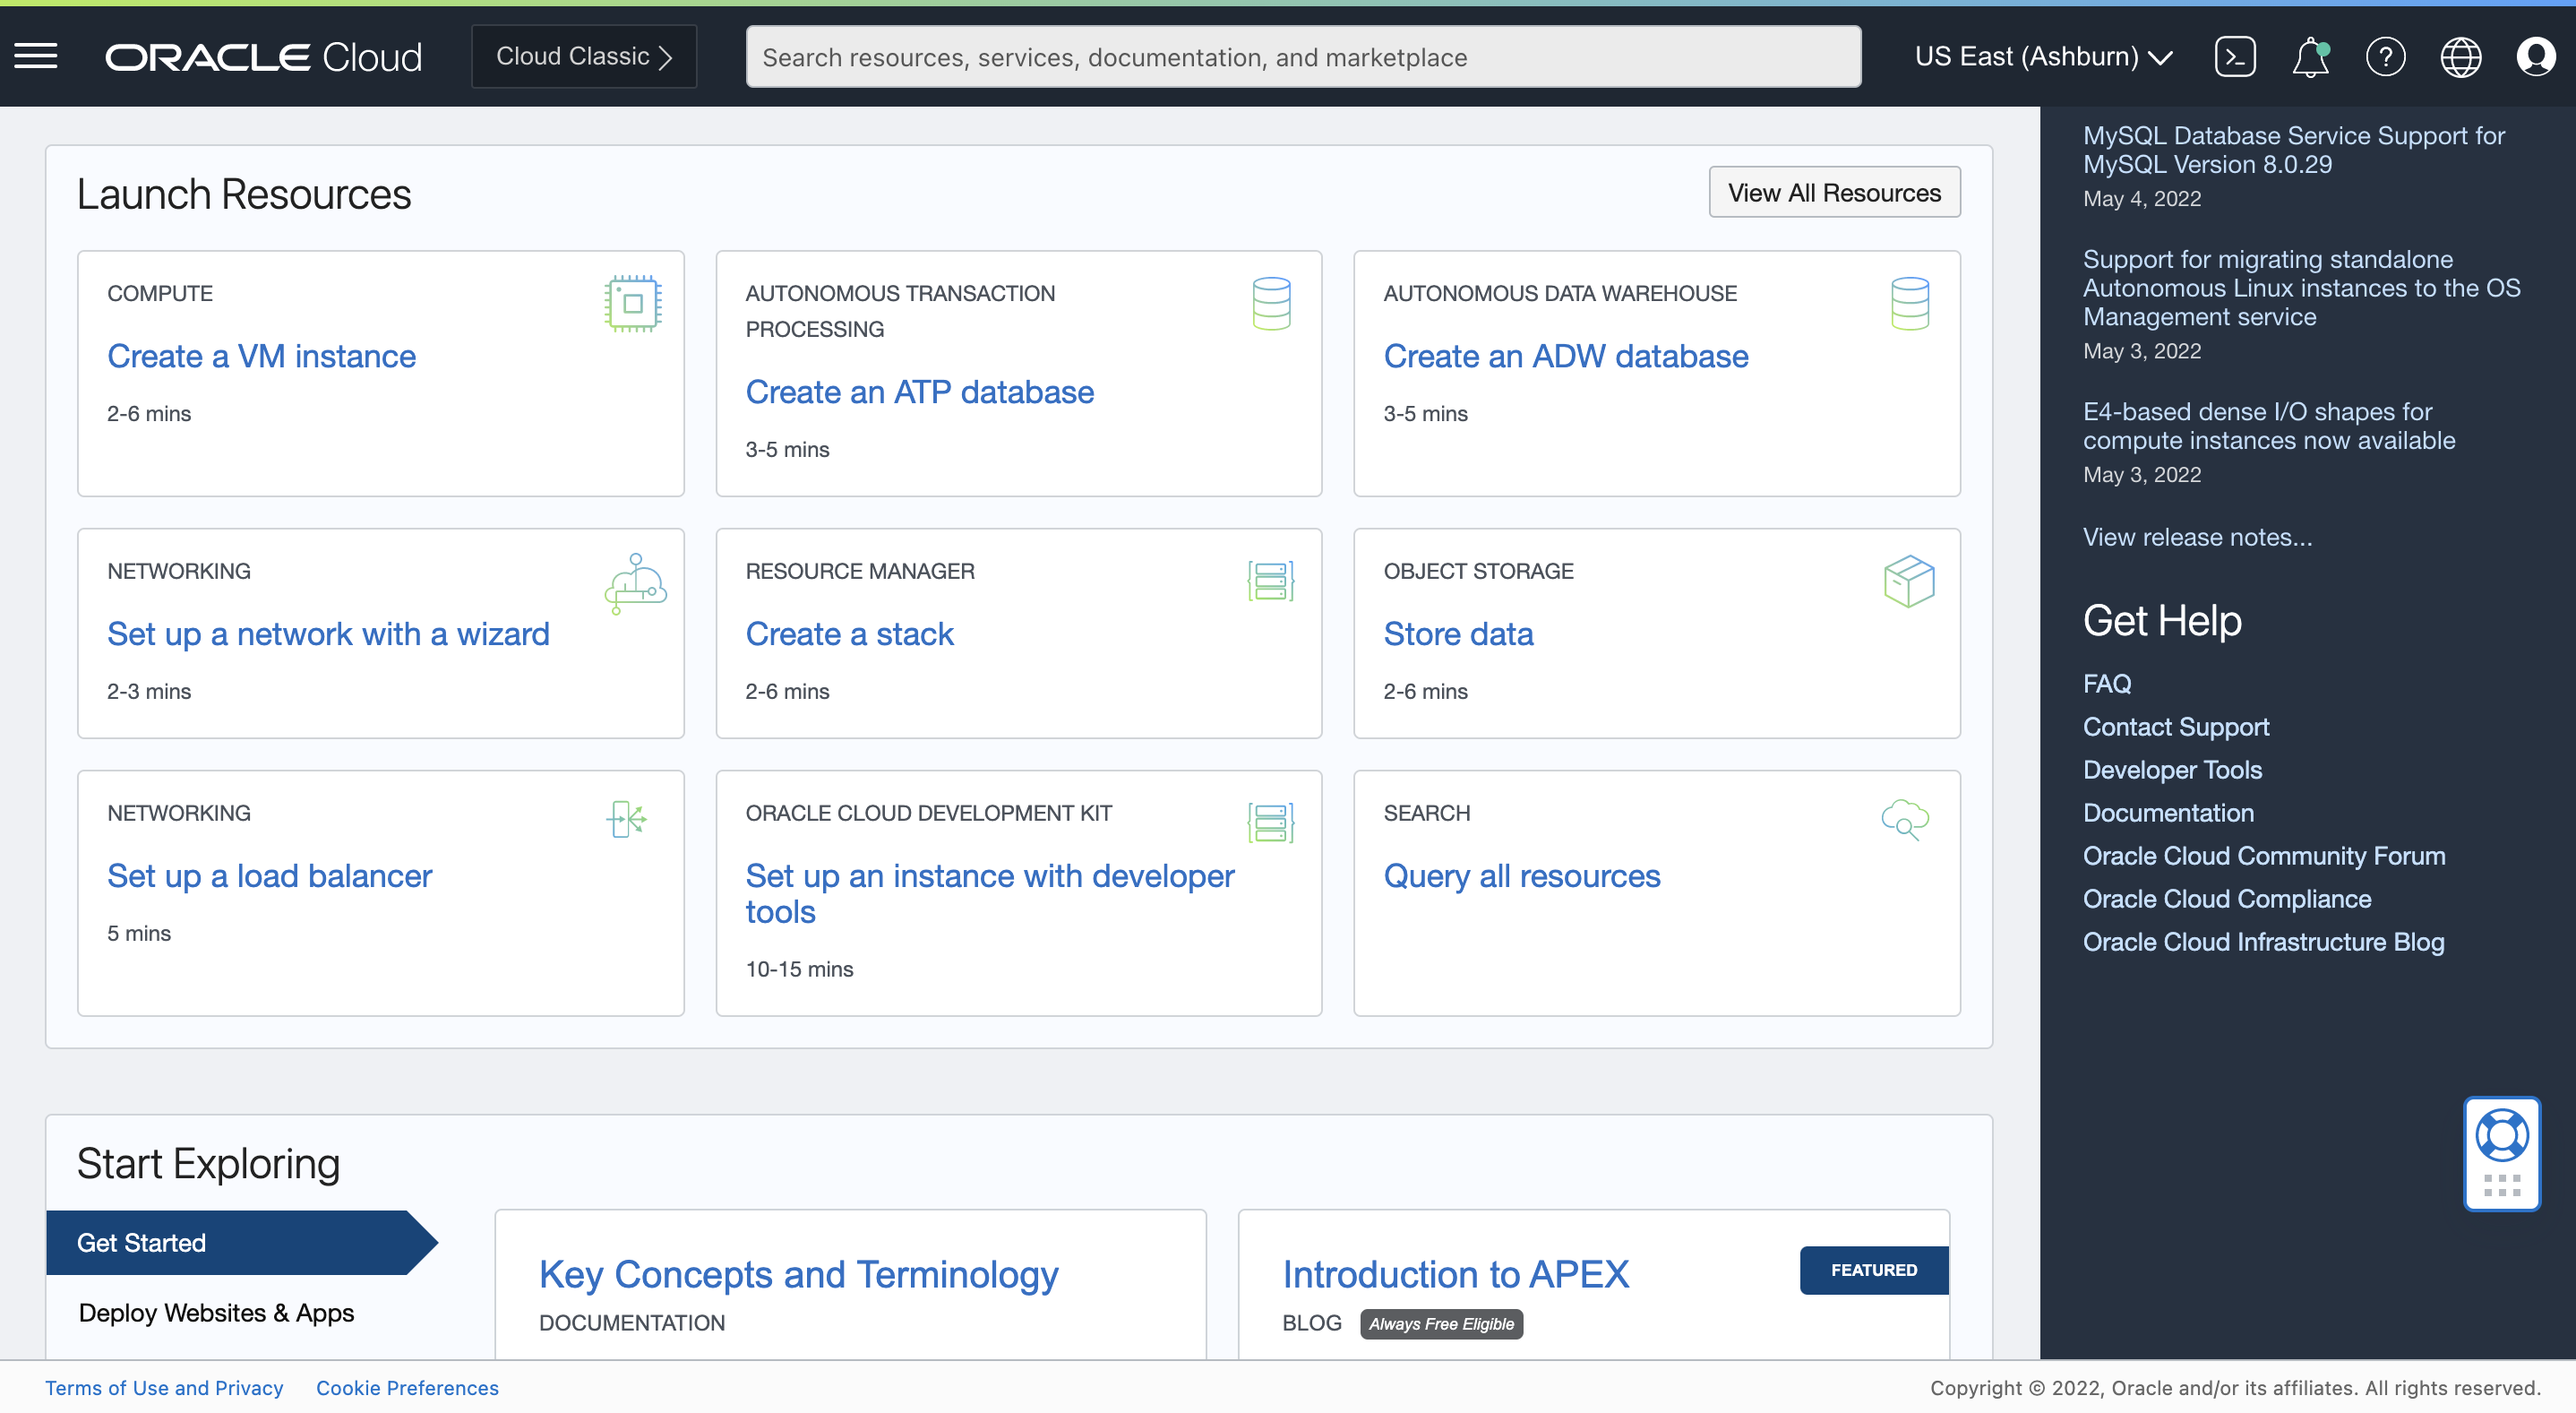 ORACLE Cloud
Cloud Classic
Search resources, services, documentation, and marketplace
US East (Ashburn)
Launch Resources
View All Resources
COMPUTE
Create a VM instance
2-6 mins
AUTONOMOUS TRANSACTION
PROCESSING
Create an ATP database
3-5 mins
AUTONOMOUS DATA WAREHOUSE
Create an ADW database
3-5 mins
NETWORKING
Set up a network with a wizard
2-3 mins
RESOURCE MANAGER
Create a stack
2-6 mins
OBJECT STORAGE
Store data
2-6 mins
NETWORKING
Set up a load balancer
5 mins
ORACLE CLOUD DEVELOPMENT KIT
Set up an instance with developer
tools
10-15 mins
SEARCH
Query all resources
Start Exploring
Get Started
Deploy Websites & Apps
Key Concepts and Terminology
DOCUMENTATION
Introduction to APEX
FEATURED
BLOG Always Free Eligible
MySQL Database Service Support for
MySQL Version 8.0.29
May 4, 2022
Support for migrating standalone
Autonomous Linux instances to the OS
Management service
May 3, 2022
E4-based dense I/O shapes for
compute instances now available
May 3, 2022
View release notes...
Get Help
FAQ
Contact Support
Developer Tools
Documentation
Oracle Cloud Community Forum
Oracle Cloud Compliance
Oracle Cloud Infrastructure Blog
Terms of Use and Privacy
Cookie Preferences
Copyright © 2022, Oracle and/or its affiliates. All rights reserved.